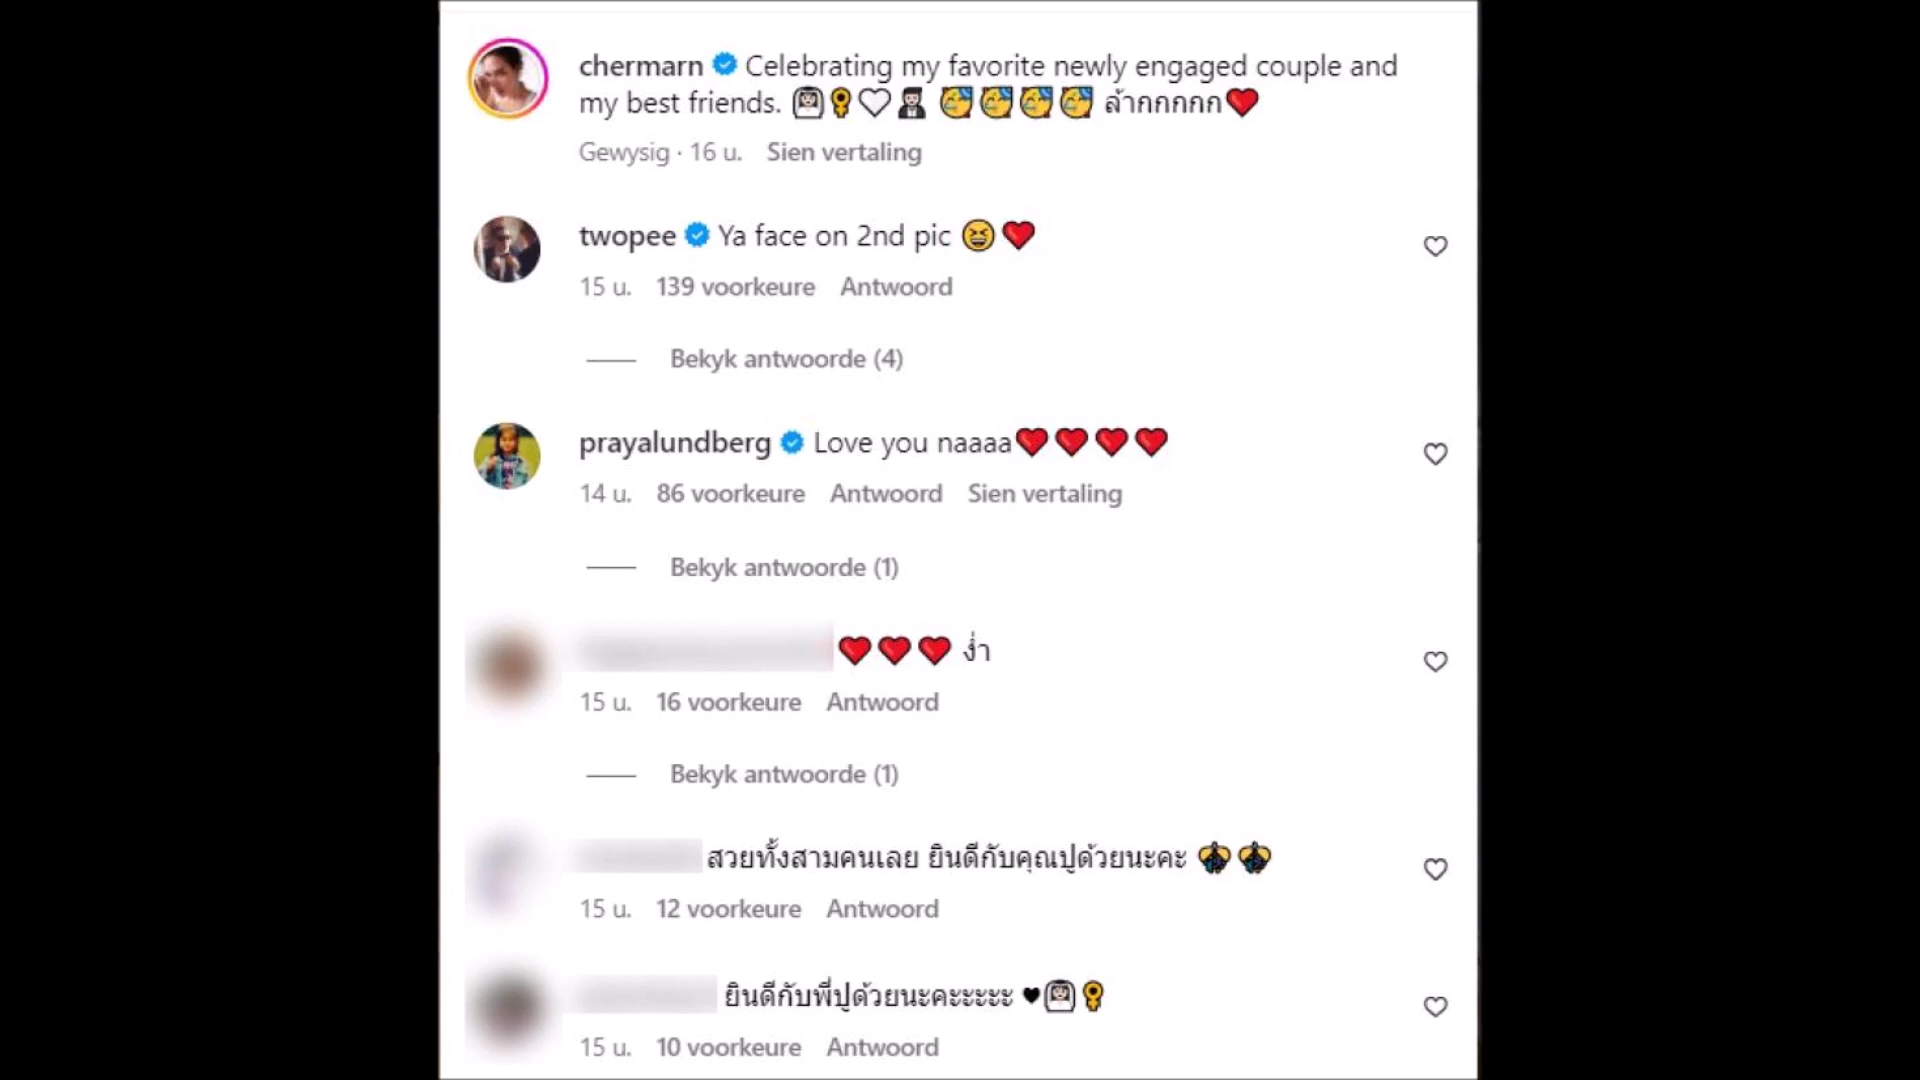 chermarn Celebrating my favorite newly engaged couple and
my best friends. 👰‍♀️🤍🤵🥳🥳🥳🥳 ล้ากกกกก❤️
Gewysig · 16 u. Sien vertaling
twopee Ya face on 2nd pic 😆❤️
15 u. 139 voorkeure Antwoord
Bekyk antwoorde (4)
prayalundberg Love you naaaa❤️❤️❤️❤️
14 u. 86 voorkeure Antwoord Sien vertaling
Bekyk antwoorde (1)
❤️❤️❤️ ง่ำ
15 u. 16 voorkeure Antwoord
Bekyk antwoorde (1)
สวยทั้งสามคนเลย ยินดีกับคุณปูด้วยนะคะ
15 u. 12 voorkeure Antwoord
ยินดีกับพี่ปูด้วยนะคะะะะะ ♥👰‍♀️
15 u. 10 voorkeure Antwoord